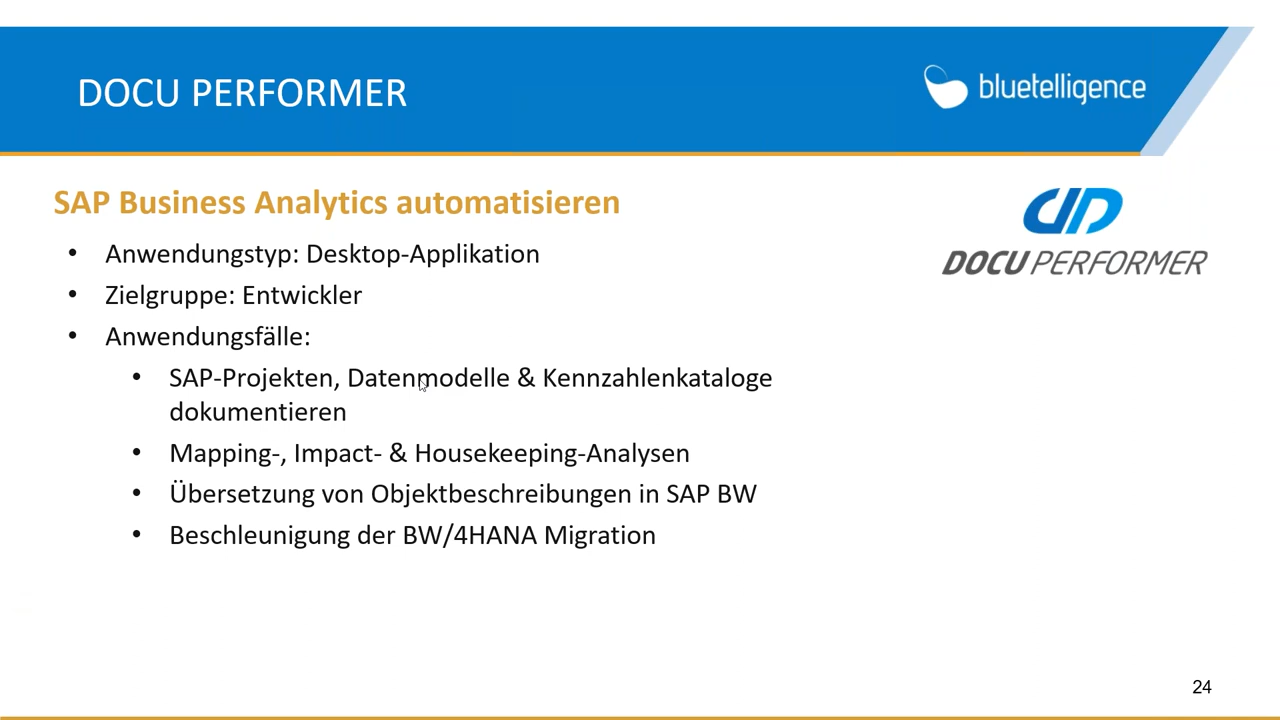 DOCU PERFORMER
bluetelligence
SAP Business Analytics automatisieren
DOCU PERFORMER
• Anwendungstyp: Desktop-Applikation
• Zielgruppe: Entwickler
• Anwendungsfälle:
• SAP-Projekten, Datenmodelle & Kennzahlenkataloge
dokumentieren
• Mapping-, Impact- & Housekeeping-Analysen
• Übersetzung von Objektbeschreibungen in SAP BW
• Beschleunigung der BW/4HANA Migration
24